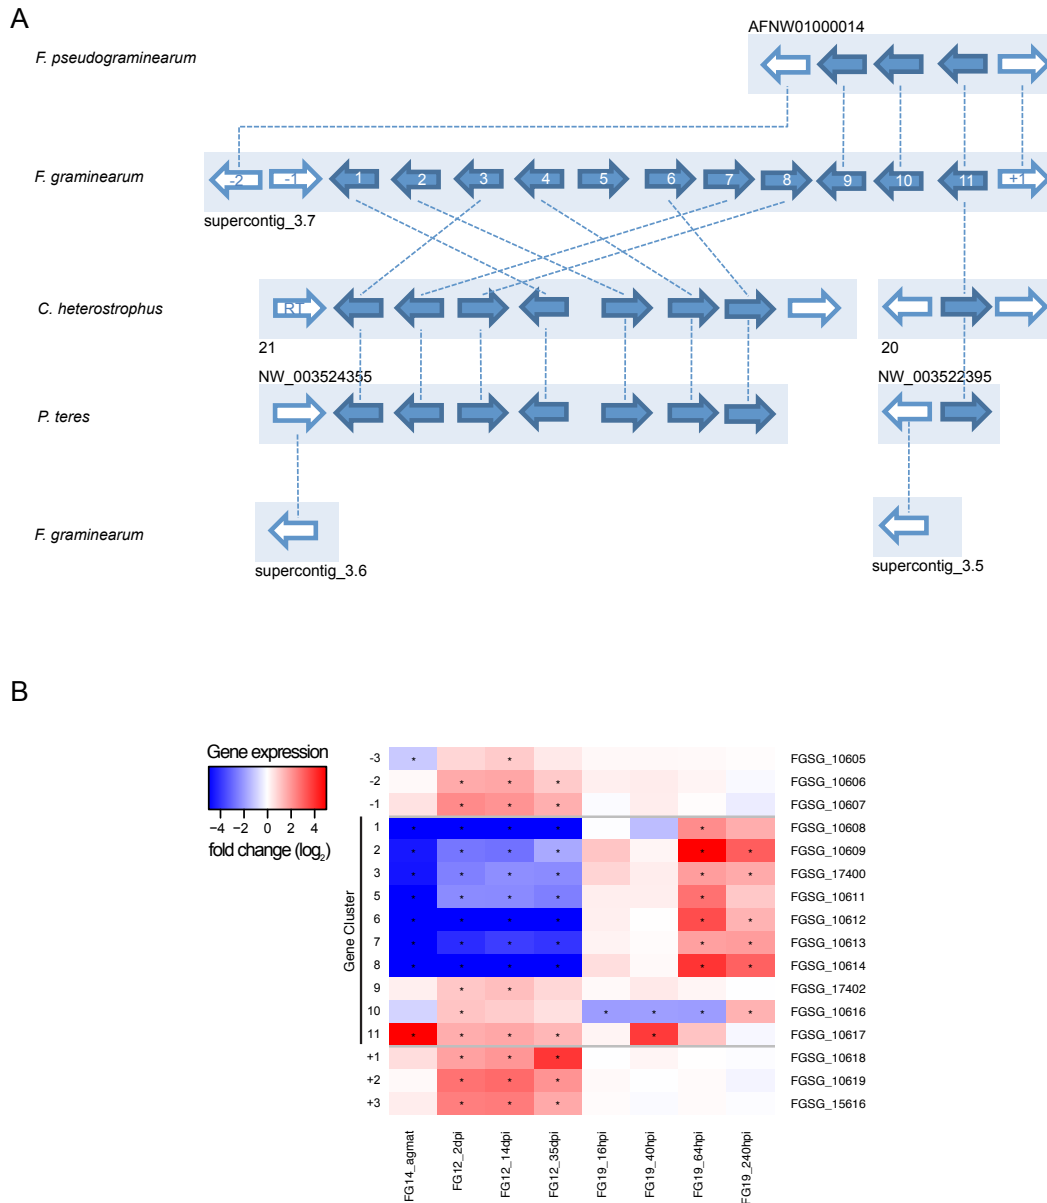 A
AFNW01000014
F. pseudograminearum
F. graminearum
-2 -1 1 2 3 4 5 6 7 8 9 10 11 +1
supercontig_3.7
C. heterostrophus
RT
21
20
NW_003524355
NW_003522395
P. teres
F. graminearum
supercontig_3.6
supercontig_3.5
B
Gene expression
−4 −2 0 2 4
fold change (log2)
Gene Cluster
-3 * * FGSG_10605
-2 * * * FGSG_10606
-1 * * * FGSG_10607
1 * * * * * FGSG_10608
2 * * * * * * FGSG_10609
3 * * * * * * FGSG_17400
5 * * * * * FGSG_10611
6 * * * * * * FGSG_10612
7 * * * * * * FGSG_10613
8 * * * * * * FGSG_10614
9 * * FGSG_17402
10 * * * * * FGSG_10616
11 * * * * * FGSG_10617
+1 * * * FGSG_10618
+2 * * * FGSG_10619
+3 * * * FGSG_15616
FG14_agmat
FG12_2dpi
FG12_14dpi
FG12_35dpi
FG19_16hpi
FG19_40hpi
FG19_64hpi
FG19_240hpi